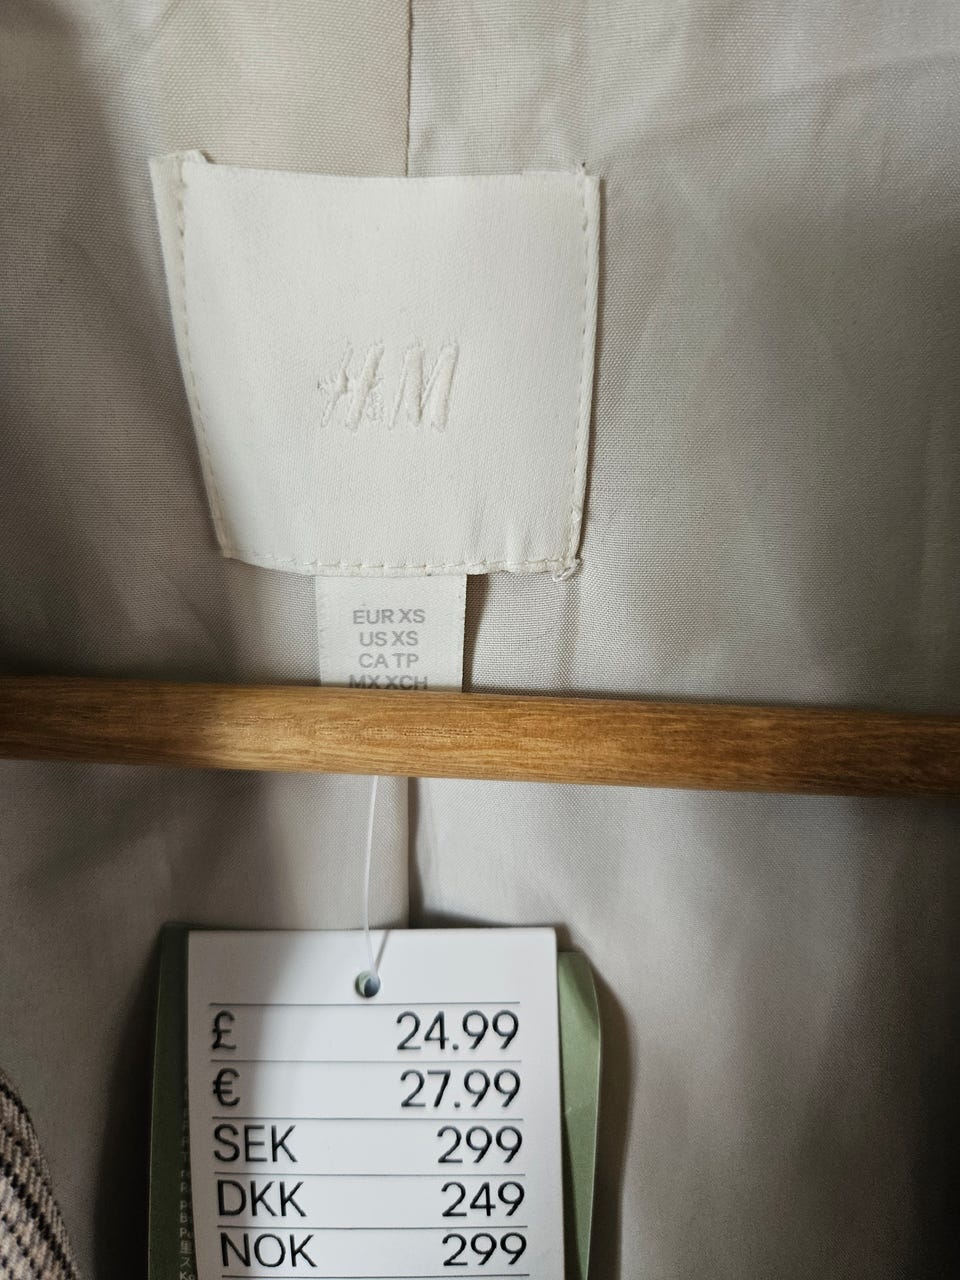 H&M
EUR XS
US XS
CA TP
MX XCH
£ 24.99
€ 27.99
SEK 299
DKK 249
NOK 299